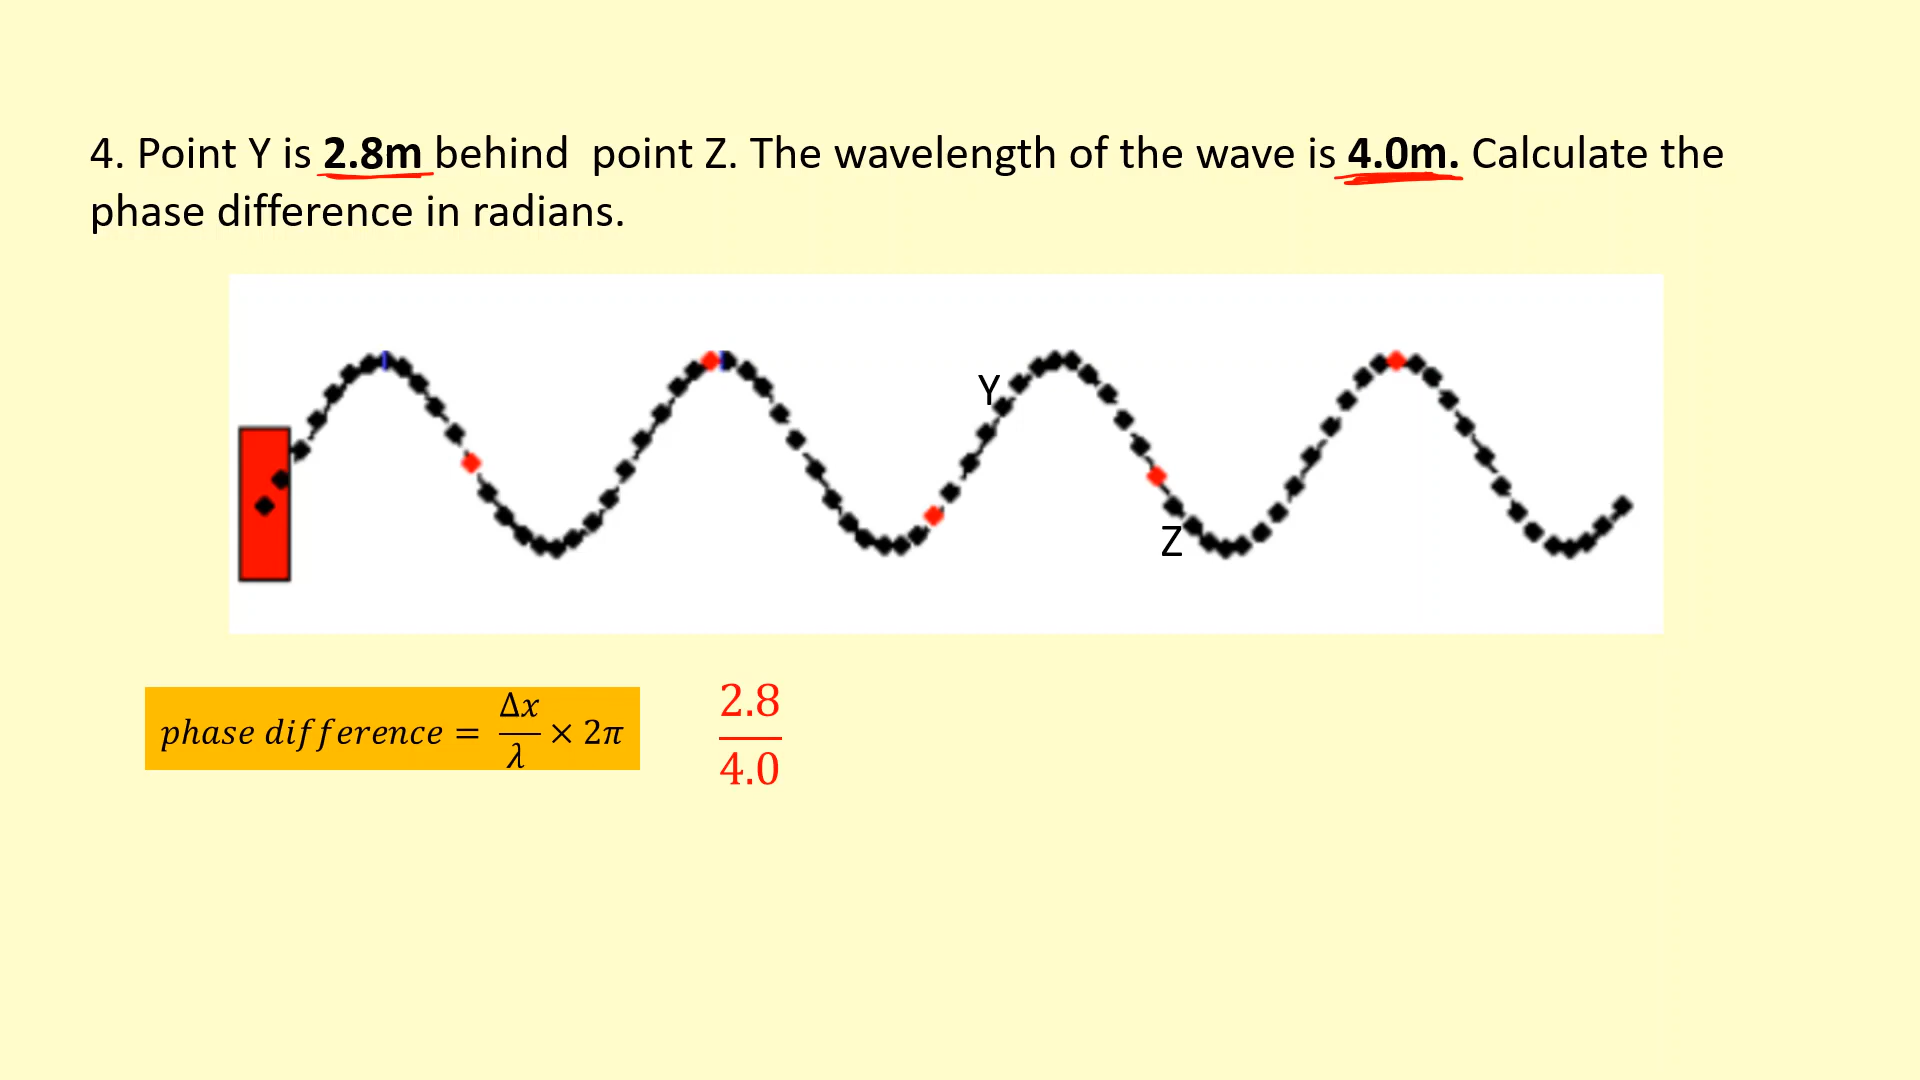 4. Point Y is 2.8m behind point Z. The wavelength of the wave is 4.0m. Calculate the
phase difference in radians.
Y
Z
phase difference = Δx/λ × 2π
2.8
4.0